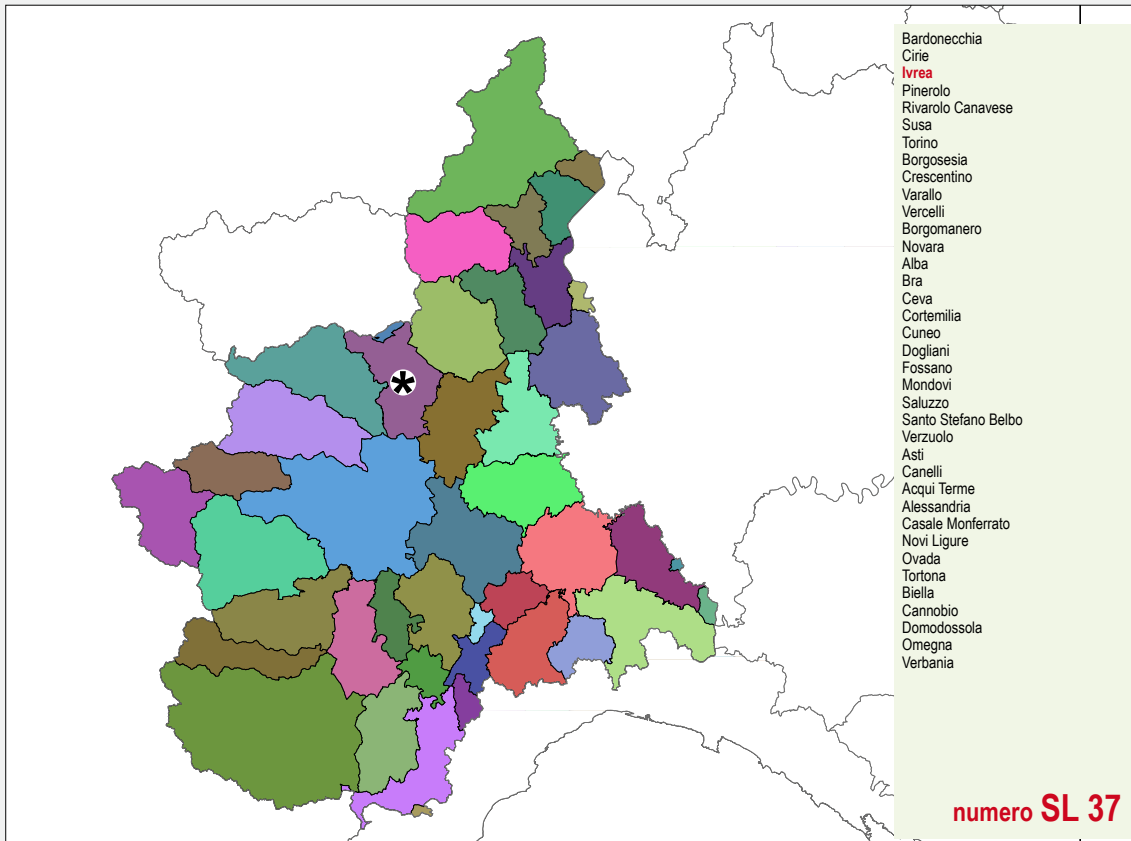 Bardonecchia
Cirie
Ivrea
Pinerolo
Rivarolo Canavese
Susa
Torino
Borgosesia
Crescentino
Varallo
Vercelli
Borgomanero
Novara
Alba
Bra
Ceva
Cortemilia
Cuneo
Dogliani
Fossano
Mondovi
Saluzzo
Santo Stefano Belbo
Verzuolo
Asti
Canelli
Acqui Terme
Alessandria
Casale Monferrato
Novi Ligure
Ovada
Tortona
Biella
Cannobio
Domodossola
Omegna
Verbania
numero SL 37
*